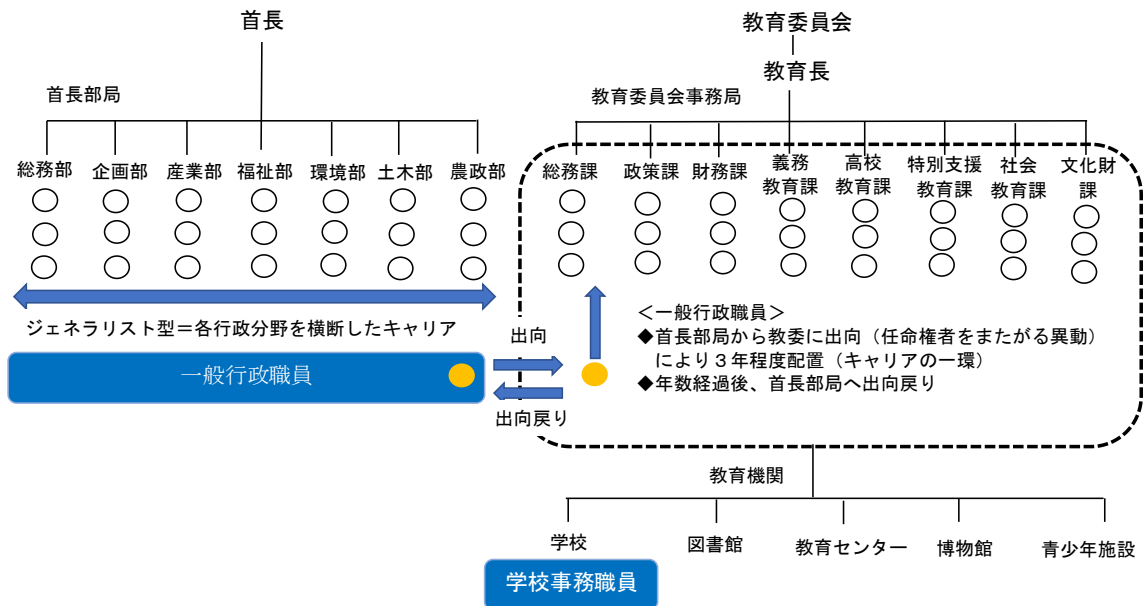 首長
教育委員会
教育長
首長部局
教育委員会事務局
総務部
企画部
産業部
福祉部
環境部
土木部
農政部
総務課
政策課
財務課
義務
教育課
高校
教育課
特別支援
教育課
社会
教育課
文化財
課
ジェネラリスト型＝各行政分野を横断したキャリア
一般行政職員
出向
出向戻り
＜一般行政職員＞
◆首長部局から教委に出向（任命権者をまたがる異動）
により３年程度配置（キャリアの一環）
◆年数経過後、首長部局へ出向戻り
教育機関
学校
図書館
教育センター
博物館
青少年施設
学校事務職員